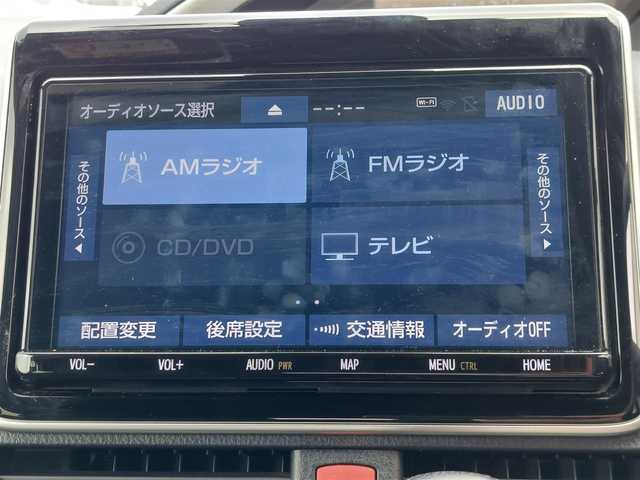 オーディオソース選択 --:-- Wi-Fi AUDIO
その他のソース
AMラジオ FMラジオ
その他のソース
CD/DVD テレビ
配置変更 後席設定 交通情報 オーディオOFF
VOL− VOL+ AUDIO PWR MAP MENU CTRL HOME